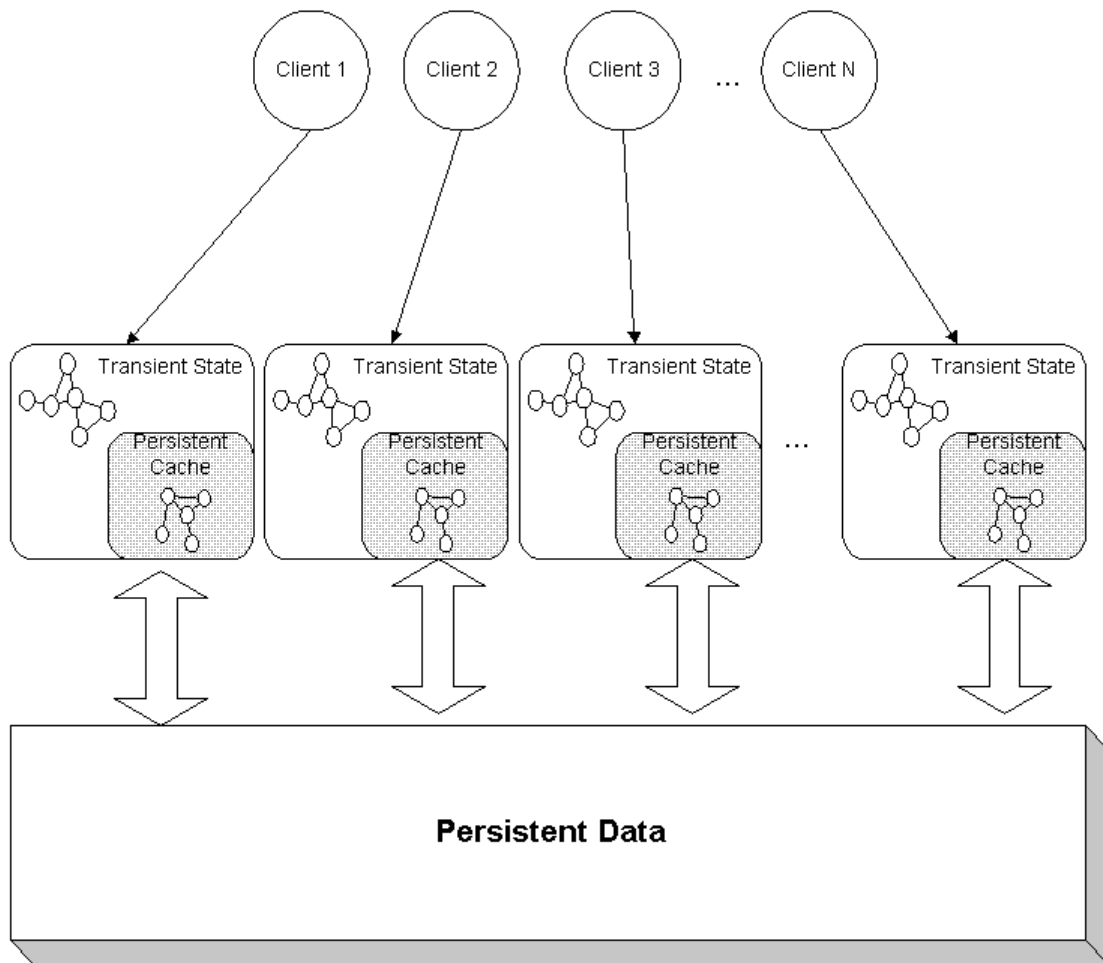 Client 1
Client 2
Client 3
...
Client N
Transient State
Persistent
Cache
Transient State
Persistent
Cache
Transient State
Persistent
Cache
...
Transient State
Persistent
Cache
Persistent Data